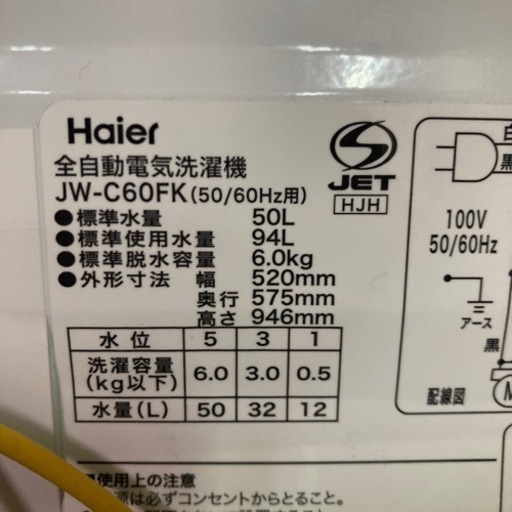 Haier
全自動電気洗濯機
JW-C60FK(50/60Hz用)
●標準水量 50L
●標準使用水量 94L
●標準脱水容量 6.0kg
●外形寸法 幅 520mm
奥行 575mm
高さ 946mm
JET
HJH
水位 5 3 1
洗濯容量(kg以下) 6.0 3.0 0.5
水量(L) 50 32 12
白
黒
100V
50/60Hz
アース
黒
配線図
M
使用上の注意
源は必ずコンセントからとること。